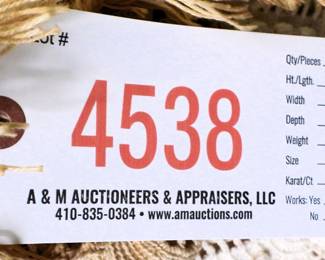 Lot #
4538
A & M AUCTIONEERS & APPRAISERS, LLC
410-835-0384 • www.amauctions.com
Qty/Pieces
Ht./Lgth.
Width
Depth
Weight
Size
Karat/Ct
Works: Yes
No